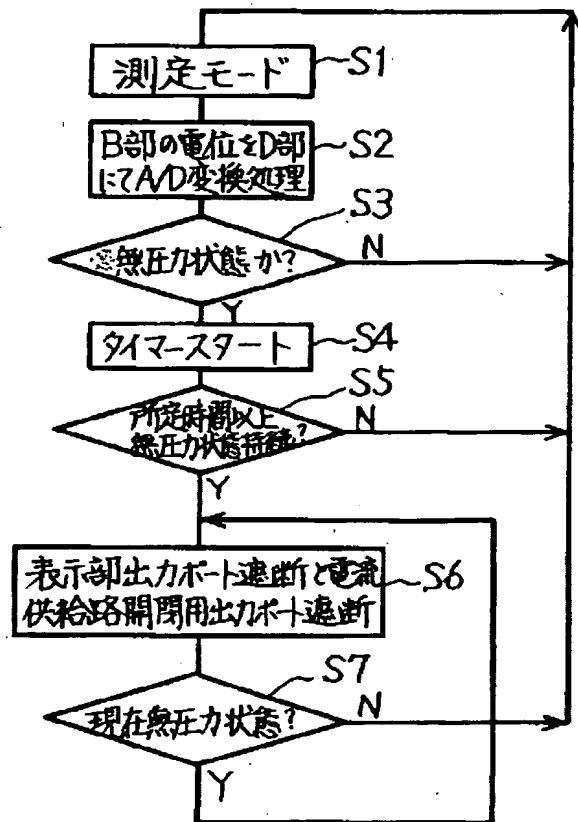 測定モード
S1
B部の電位をD部
にてA/D変換処理
S2
S3
無圧力状態か?
N
Y
タイマースタート
S4
S5
所定時間以上
無圧力状態持続?
N
Y
表示部出力ポート遮断と電流
供給路開閉用出力ポート遮断
S6
S7
現在無圧力状態?
N
Y